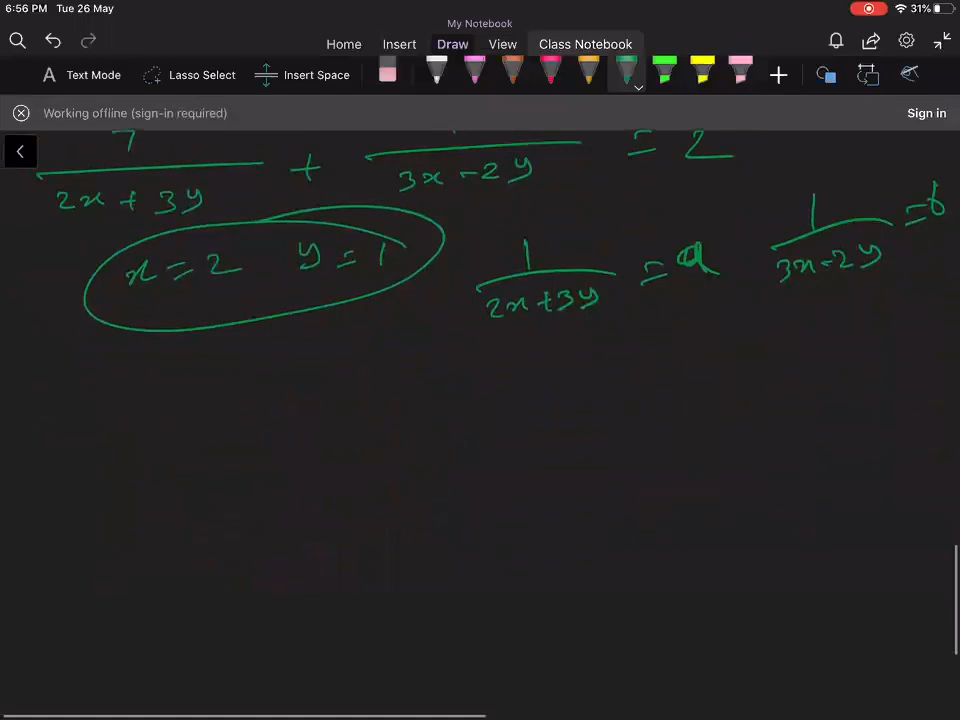 6:56 PM Tue 26 May 31%
My Notebook
Home Insert Draw View Class Notebook
Text Mode Lasso Select Insert Space
Working offline (sign-in required) Sign in
7
———— + ———— = 2
2x + 3y 3x - 2y
x = 2 y = 1
1/(2x+3y) = a 1/(3x-2y) = b